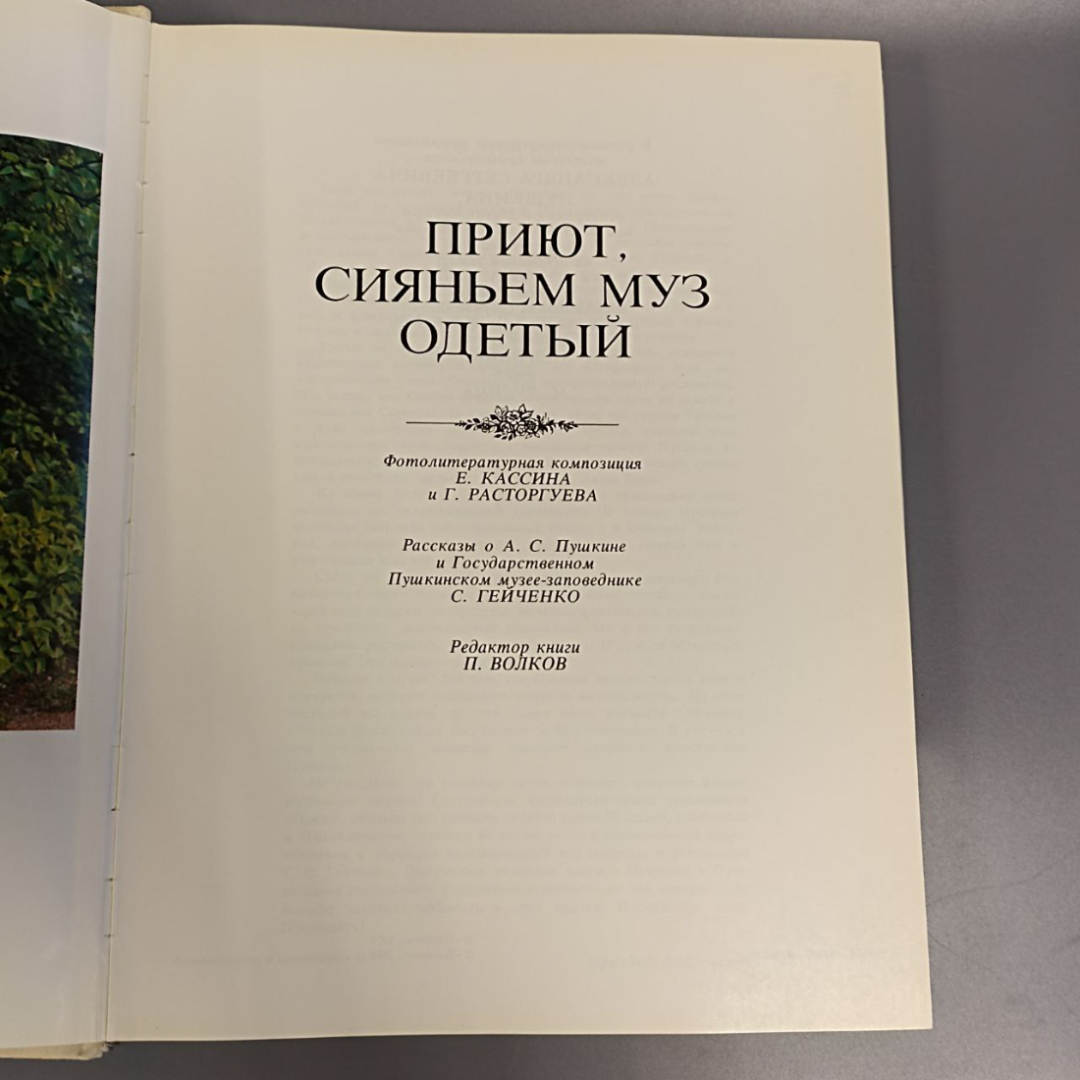 ПРИЮТ,
СИЯНЬЕМ МУЗ
ОДЕТЫЙ
Фотолитературная композиция
Е. КАССИНА
и Г. РАСТОРГУЕВА
Рассказы о А. С. Пушкине
и Государственном
Пушкинском музее-заповеднике
С. ГЕЙЧЕНКО
Редактор книги
П. ВОЛКОВ